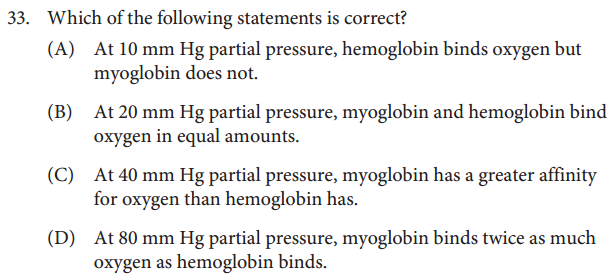 33. Which of the following statements is correct?
(A) At 10 mm Hg partial pressure, hemoglobin binds oxygen but
myoglobin does not.
(B) At 20 mm Hg partial pressure, myoglobin and hemoglobin bind
oxygen in equal amounts.
(C) At 40 mm Hg partial pressure, myoglobin has a greater affinity
for oxygen than hemoglobin has.
(D) At 80 mm Hg partial pressure, myoglobin binds twice as much
oxygen as hemoglobin binds.